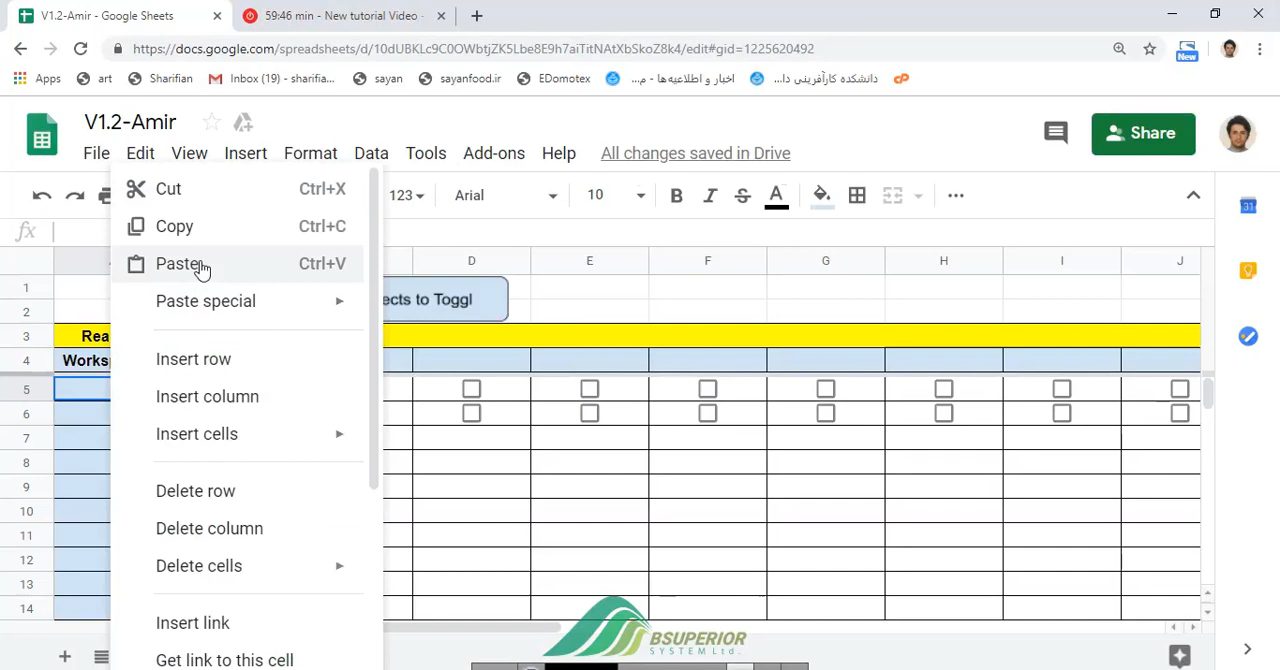 V1.2-Amir - Google Sheets
59:46 min - New tutorial Video -
https://docs.google.com/spreadsheets/d/10dUBKLc9C0OWbtjZK5Lbe8E9h7aiTitNAtXbSkoZ8k4/edit#gid=1225620492
New
Apps art Sharifian Inbox (19) - sharifia... sayan sayanfood.ir EDomotex اخبار و اطلاعیه‌ها - م... دانشکده کارآفرینی دا...
V1.2-Amir
Share
File Edit View Insert Format Data Tools Add-ons Help All changes saved in Drive
123 Arial 10 B I S A
31
fx
Cut Ctrl+X
Copy Ctrl+C
Paste Ctrl+V
Paste special
Insert row
Insert column
Insert cells
Delete row
Delete column
Delete cells
Insert link
Get link to this cell
D E F G H I J
1
ects to Toggl
2
3 Rea
4 Works
5
6
7
8
9
10
11
12
13
14
BSUPERIOR
SYSTEM Ltd.